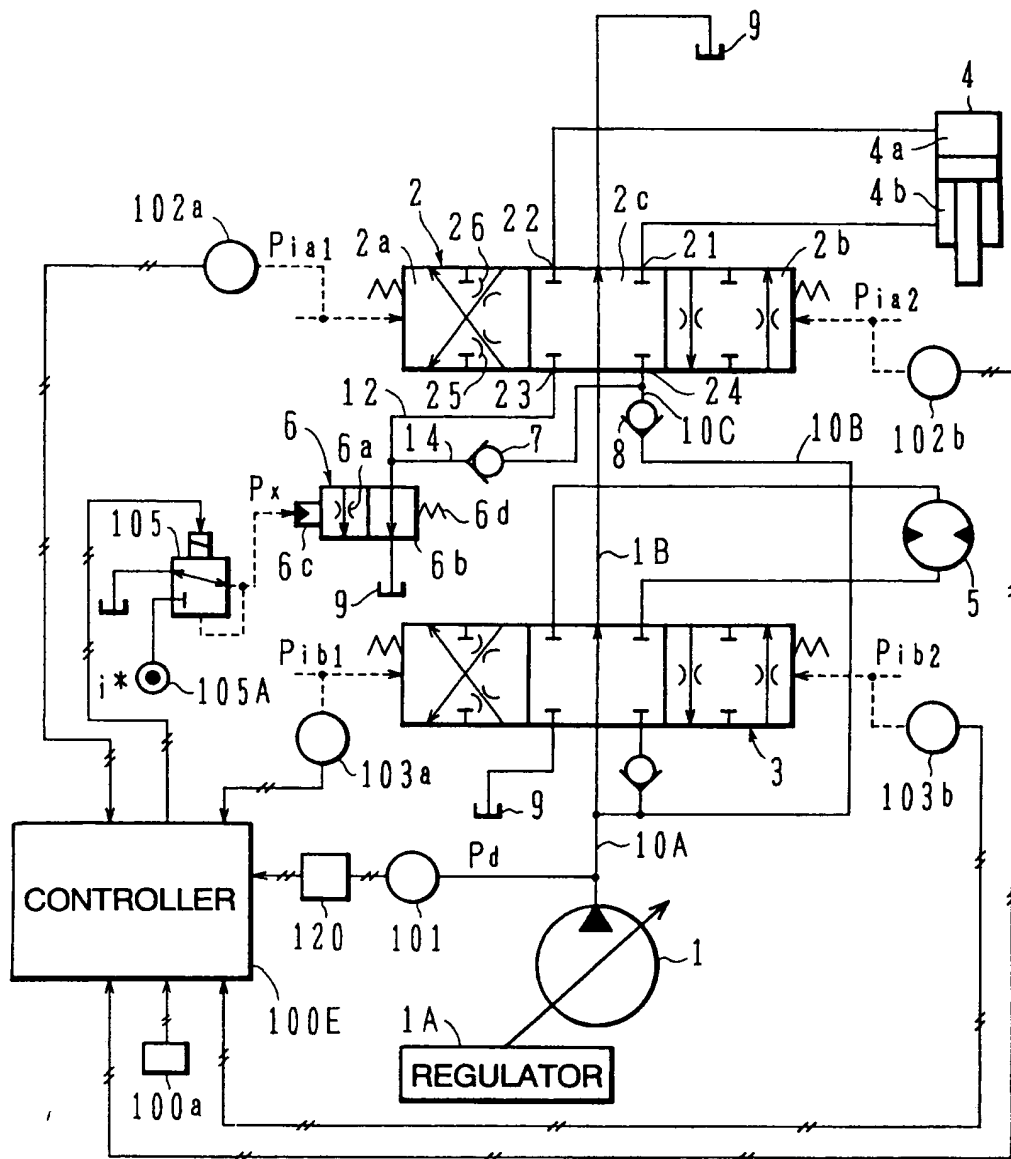 9
4
4a
4b
102a
Pia1
2
2a
26
22
2c
21
2b
Pia2
25
23
24
12
10C
8
10B
102b
14
7
6
6a
Px
6d
6c
6b
9
105
1B
5
i*
105A
Pib1
Pib2
103a
9
3
103b
10A
Pd
CONTROLLER
120
101
1
100E
1A
REGULATOR
100a